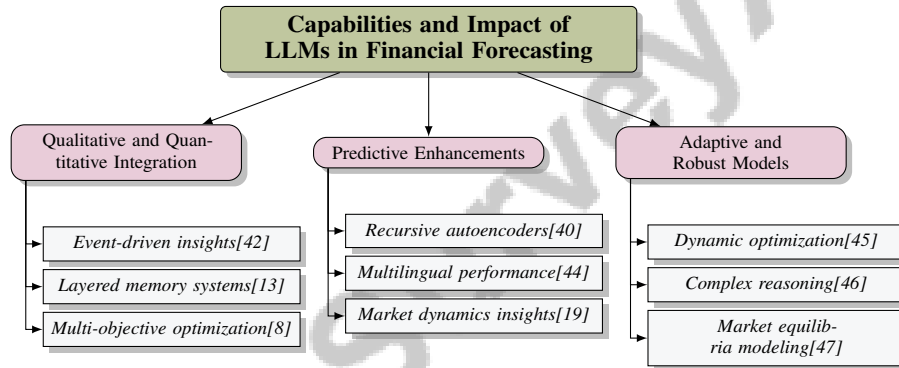 Capabilities and Impact of
LLMs in Financial Forecasting
Qualitative and Quan-
titative Integration
Event-driven insights[42]
Layered memory systems[13]
Multi-objective optimization[8]
Predictive Enhancements
Recursive autoencoders[40]
Multilingual performance[44]
Market dynamics insights[19]
Adaptive and
Robust Models
Dynamic optimization[45]
Complex reasoning[46]
Market equilib-
ria modeling[47]